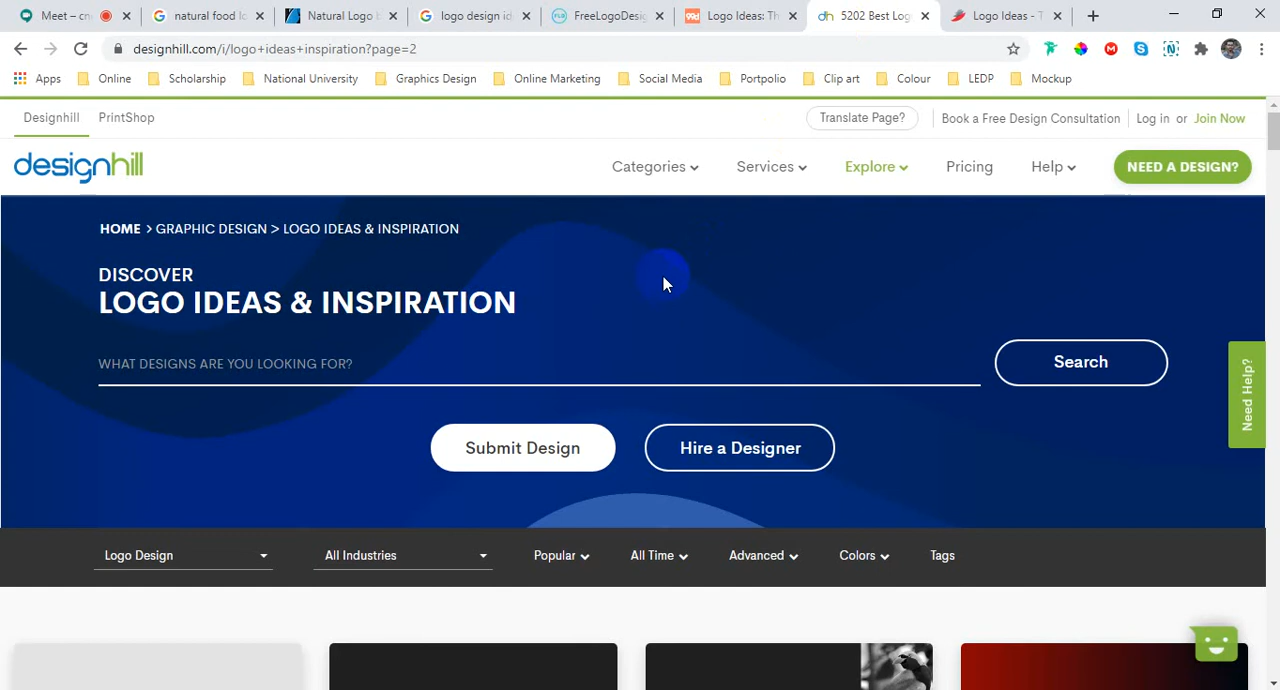 Meet – cn
natural food l
Natural Logo b
logo design id
FreeLogoDesi
99d
Logo Ideas: Th
dh
5202 Best Log
Logo Ideas - T
designhill.com/i/logo+ideas+inspiration?page=2
Apps
Online
Scholarship
National University
Graphics Design
Online Marketing
Social Media
Portpolio
Clip art
Colour
LEDP
Mockup
Designhill
PrintShop
Translate Page?
Book a Free Design Consultation
Log in or Join Now
designhill
Categories
Services
Explore
Pricing
Help
NEED A DESIGN?
HOME > GRAPHIC DESIGN > LOGO IDEAS & INSPIRATION
DISCOVER
LOGO IDEAS & INSPIRATION
WHAT DESIGNS ARE YOU LOOKING FOR?
Search
Need Help?
Submit Design
Hire a Designer
Logo Design
All Industries
Popular
All Time
Advanced
Colors
Tags